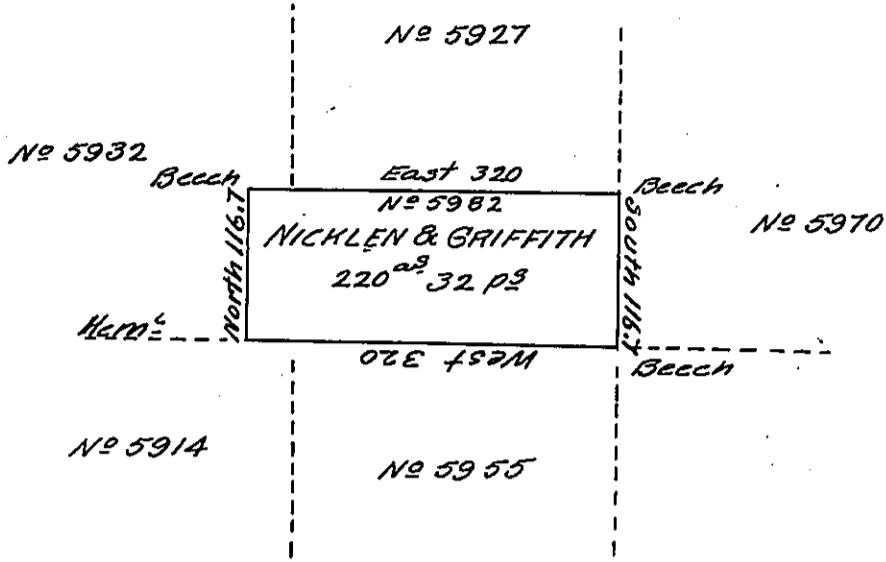 Nº 5927
Nº 5932
Beech
East 320
Beech
Nº 5982
NICKLEN & GRIFFITH
220 aˢ 32 pˢ
North 116.7
South 116.7
Nº 5970
Hemᵏ
West 320
Beech
Nº 5914
Nº 5955